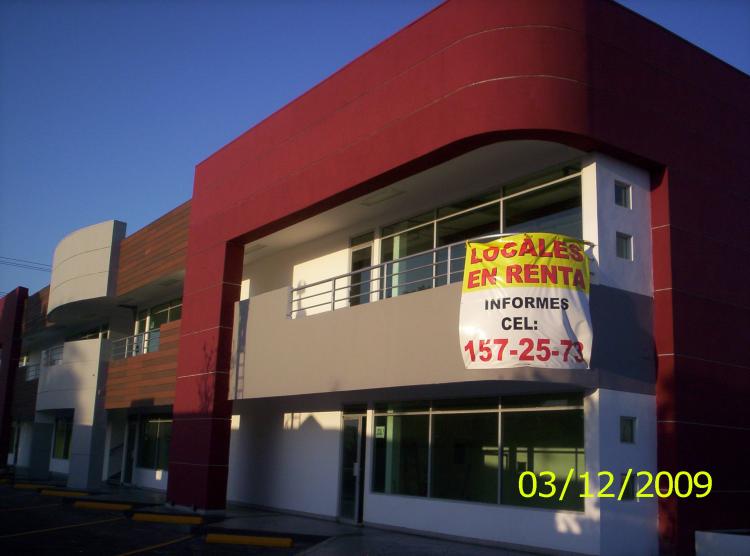 LOCALES
EN RENTA
INFORMES
CEL:
157-25-73
03/12/2009